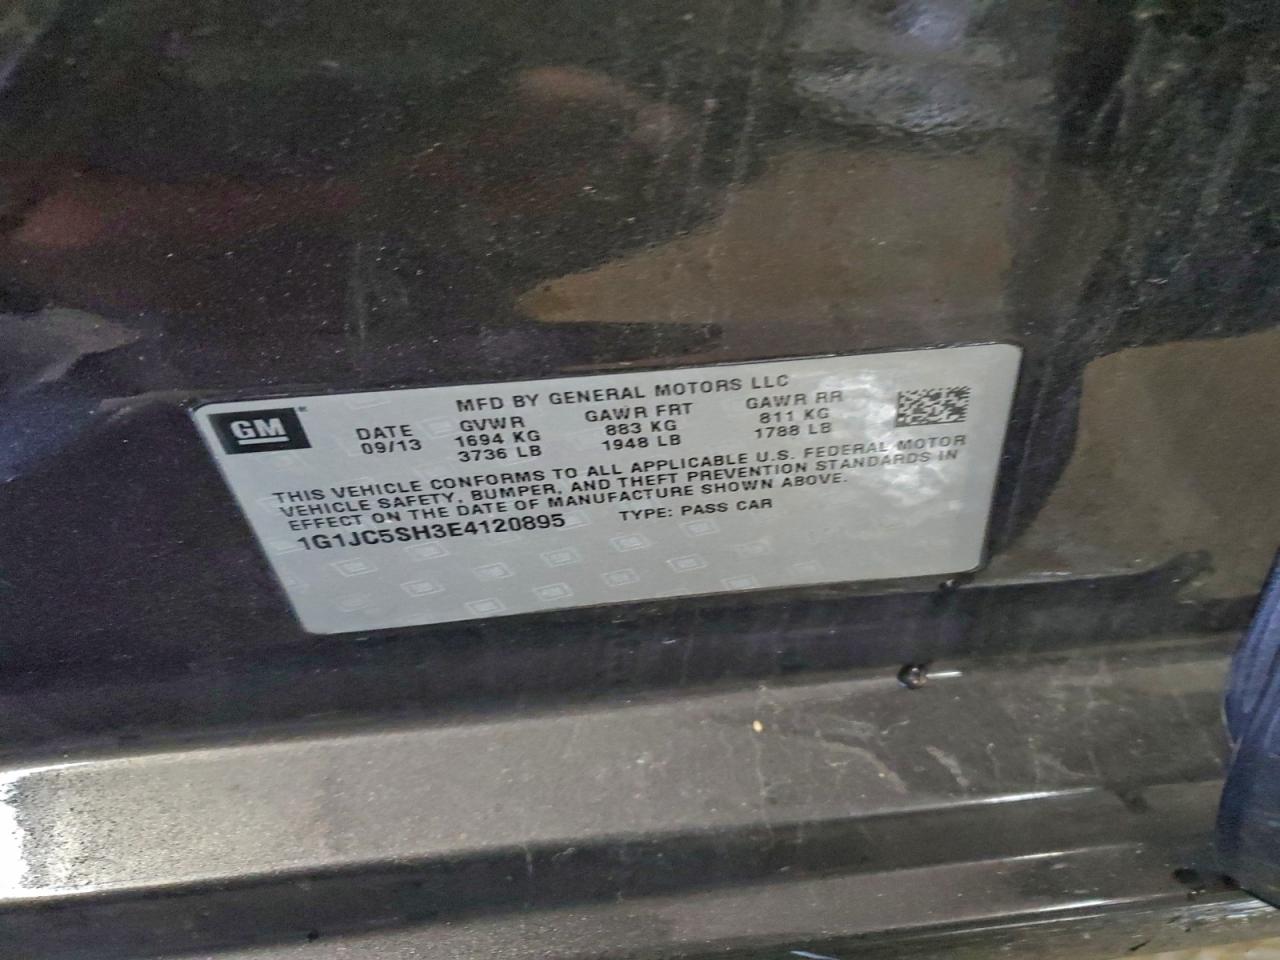 GM
MFD BY GENERAL MOTORS LLC
DATE GVWR GAWR FRT GAWR RR
09/13 1694 KG 883 KG 811 KG
3736 LB 1948 LB 1788 LB
THIS VEHICLE CONFORMS TO ALL APPLICABLE U.S. FEDERAL MOTOR
VEHICLE SAFETY, BUMPER, AND THEFT PREVENTION STANDARDS IN
EFFECT ON THE DATE OF MANUFACTURE SHOWN ABOVE.
1G1JC5SH3E4120895 TYPE: PASS CAR